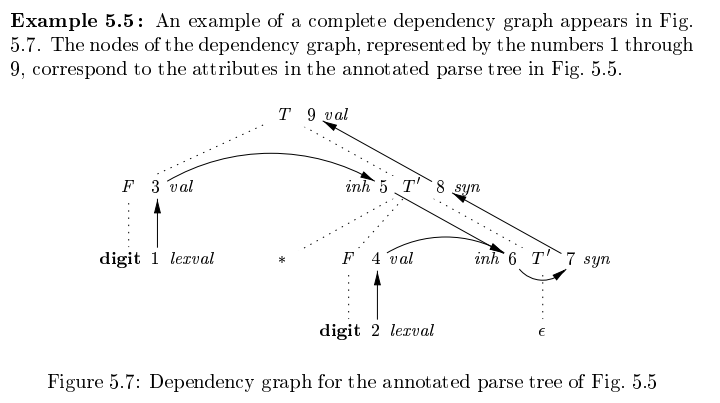 Example 5.5: An example of a complete dependency graph appears in Fig.
5.7. The nodes of the dependency graph, represented by the numbers 1 through
9, correspond to the attributes in the annotated parse tree in Fig. 5.5.
T 9 val
F 3 val inh 5 T′ 8 syn
digit 1 lexval * F 4 val inh 6 T′ 7 syn
digit 2 lexval ϵ
Figure 5.7: Dependency graph for the annotated parse tree of Fig. 5.5